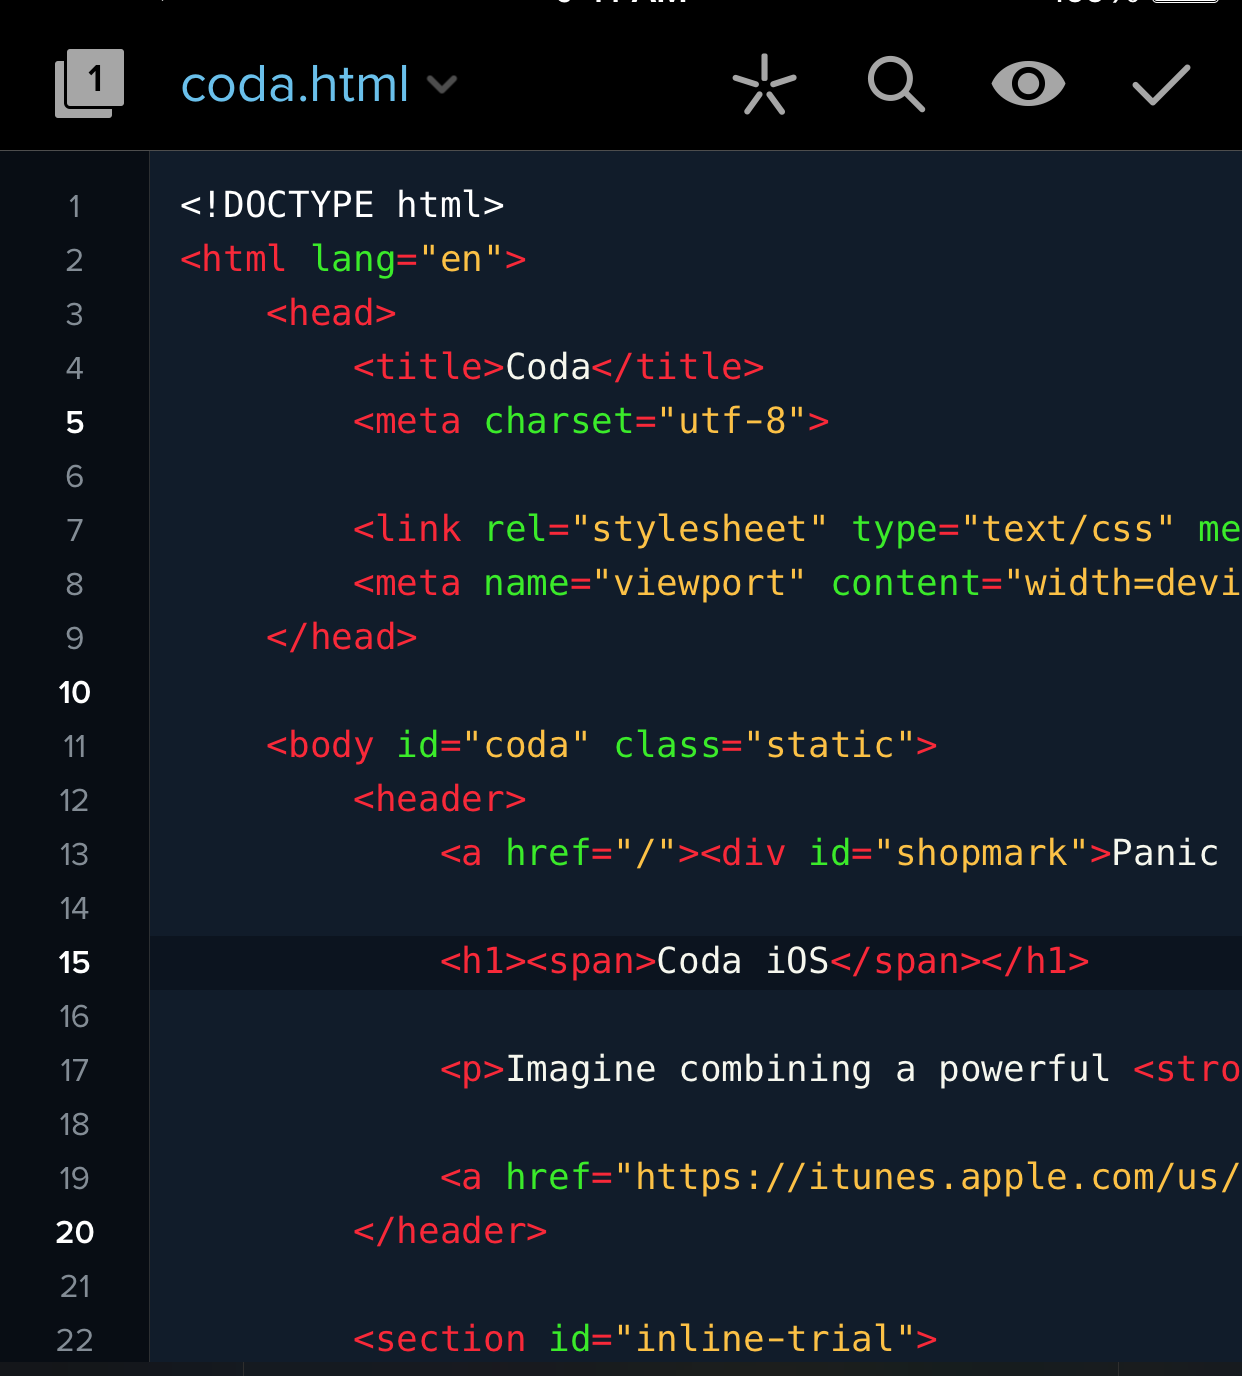 1 coda.html
1 <!DOCTYPE html>
2 <html lang="en">
3 <head>
4 <title>Coda</title>
5 <meta charset="utf-8">
6
7 <link rel="stylesheet" type="text/css" me
8 <meta name="viewport" content="width=devi
9 </head>
10
11 <body id="coda" class="static">
12 <header>
13 <a href="/"><div id="shopmark">Panic
14
15 <h1><span>Coda iOS</span></h1>
16
17 <p>Imagine combining a powerful <stro
18
19 <a href="https://itunes.apple.com/us/
20 </header>
21
22 <section id="inline-trial">